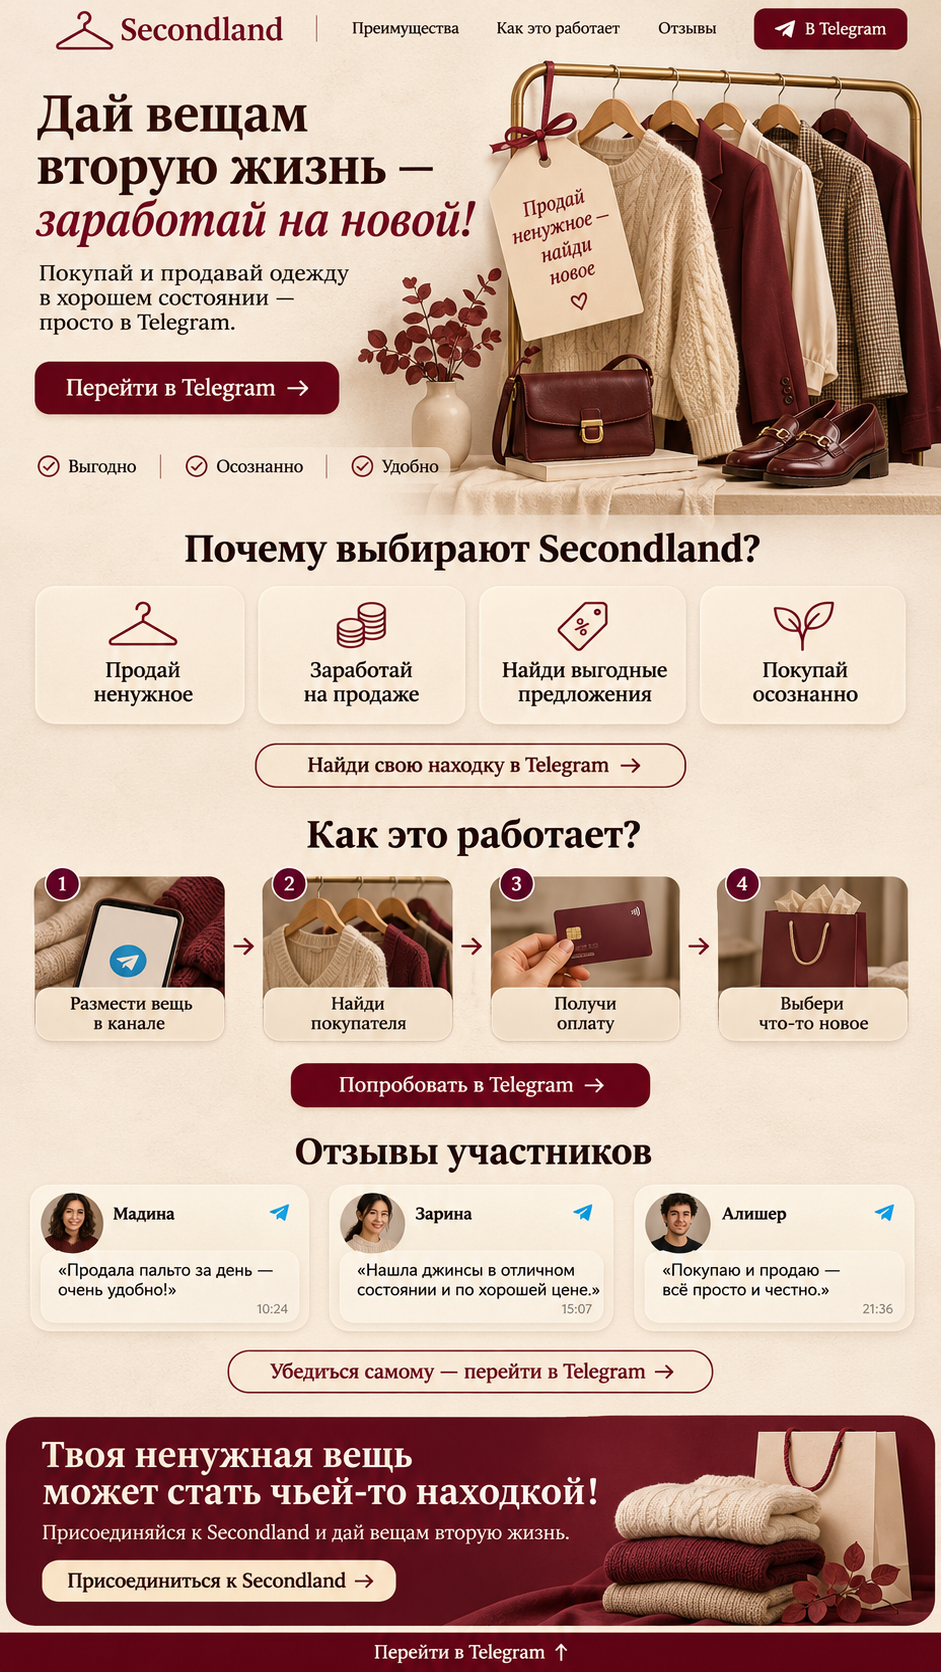 Secondland
Преимущества
Как это работает
Отзывы
В Telegram
Дай вещам
вторую жизнь —
заработай на новой!
Продай
ненужное —
найди
новое
Покупай и продавай одежду
в хорошем состоянии —
просто в Telegram.
Перейти в Telegram →
Выгодно
Осознанно
Удобно
Почему выбирают Secondland?
Продай
ненужное
Заработай
на продаже
Найди выгодные
предложения
Покупай
осознанно
Найди свою находку в Telegram →
Как это работает?
1
Размести вещь
в канале
2
Найди
покупателя
3
Получи
оплату
4
Выбери
что-то новое
Попробовать в Telegram →
Отзывы участников
Мадина
«Продала пальто за день —
очень удобно!»
10:24
Зарина
«Нашла джинсы в отличном
состоянии и по хорошей цене.»
15:07
Алишер
«Покупаю и продаю —
всё просто и честно.»
21:36
Убедиться самому — перейти в Telegram →
Твоя ненужная вещь
может стать чьей-то находкой!
Присоединяйся к Secondland и дай вещам вторую жизнь.
Присоединиться к Secondland →
Перейти в Telegram ↑